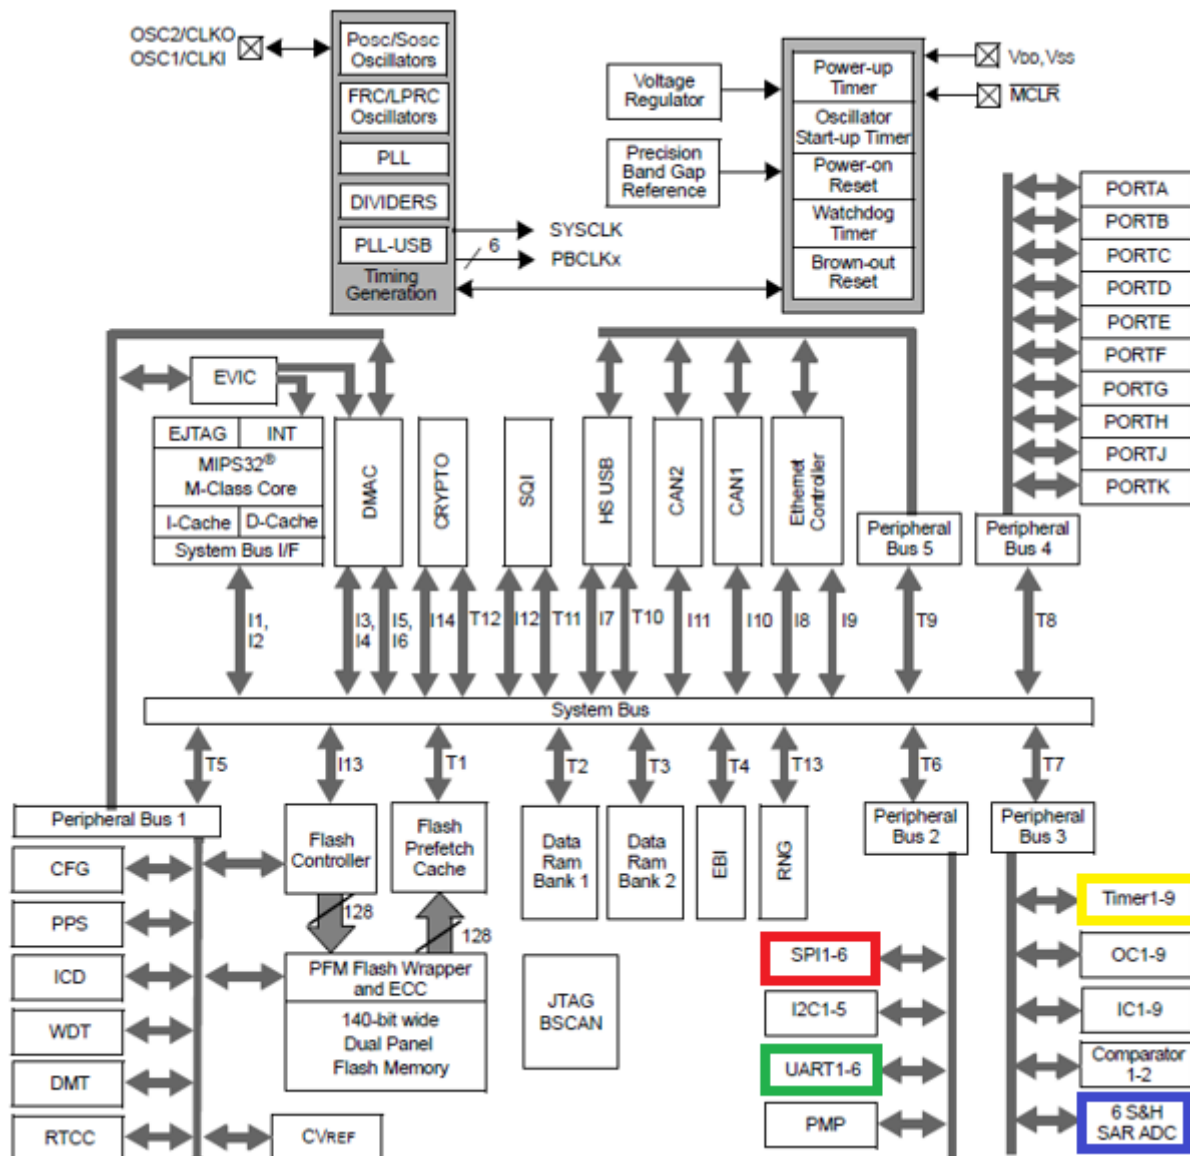 OSC2/CLKO
OSC1/CLKI
Posc/Sosc
Oscillators
FRC/LPRC
Oscillators
PLL
DIVIDERS
PLL-USB
Timing
Generation
6
SYSCLK
PBCLKx
Voltage
Regulator
Precision
Band Gap
Reference
Power-up
Timer
Oscillator
Start-up Timer
Power-on
Reset
Watchdog
Timer
Brown-out
Reset
VDD, VSS
MCLR
PORTA
PORTB
PORTC
PORTD
PORTE
PORTF
PORTG
PORTH
PORTJ
PORTK
EVIC
EJTAG INT
MIPS32®
M-Class Core
I-Cache D-Cache
System Bus I/F
DMAC
CRYPTO
SQI
HS USB
CAN2
CAN1
Ethernet
Controller
Peripheral
Bus 5
Peripheral
Bus 4
I1,
I2
I3,
I4
I5,
I6
I14
T12
I12
T11
I7
T10
I11
I10
I8
I9
T9
T8
System Bus
T5
I13
T1
T2
T3
T4
T13
T6
T7
Peripheral Bus 1
Flash
Controller
Flash
Prefetch
Cache
Data
Ram
Bank 1
Data
Ram
Bank 2
EBI
RNG
Peripheral
Bus 2
Peripheral
Bus 3
CFG
PPS
ICD
WDT
DMT
RTCC
128
128
PFM Flash Wrapper
and ECC
140-bit wide
Dual Panel
Flash Memory
CVREF
JTAG
BSCAN
SPI1-6
I2C1-5
UART1-6
PMP
Timer1-9
OC1-9
IC1-9
Comparator
1-2
6 S&H
SAR ADC